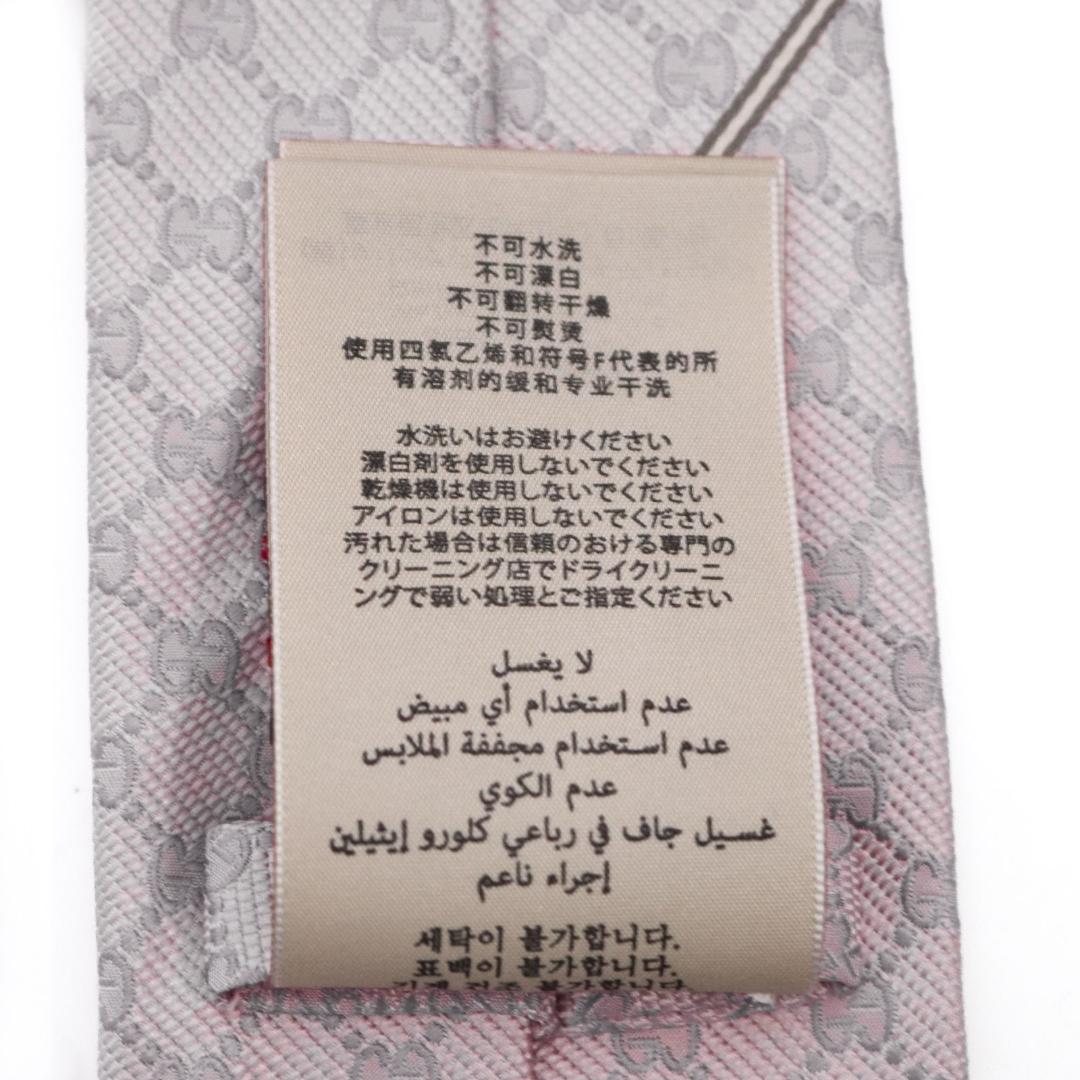 不可水洗
不可漂白
不可翻转干燥
不可熨烫
使用四氯乙烯和符号F代表的所
有溶剂的缓和专业干洗
水洗いはお避けください
漂白剤を使用しないでください
乾燥機は使用しないでください
アイロンは使用しないでください
汚れた場合は信頼のおける専門の
クリーニング店でドライクリーニ
ングで弱い処理とご指定ください
لا يغسل
عدم استخدام أي مبيض
عدم استخدام مجففة الملابس
عدم الكوي
غسيل جاف في رباعي كلورو إيثيلين
إجراء ناعم
세탁이 불가합니다.
표백이 불가합니다.
불가합니다.